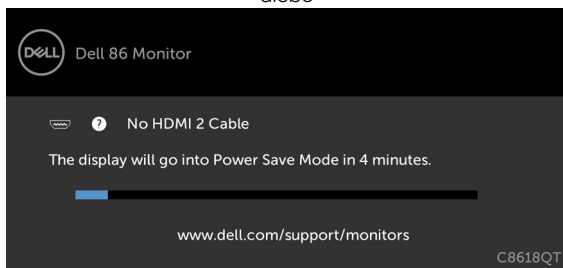 DELL
Dell 86 Monitor
? No HDMI 2 Cable
The display will go into Power Save Mode in 4 minutes.
www.dell.com/support/monitors
C8618QT